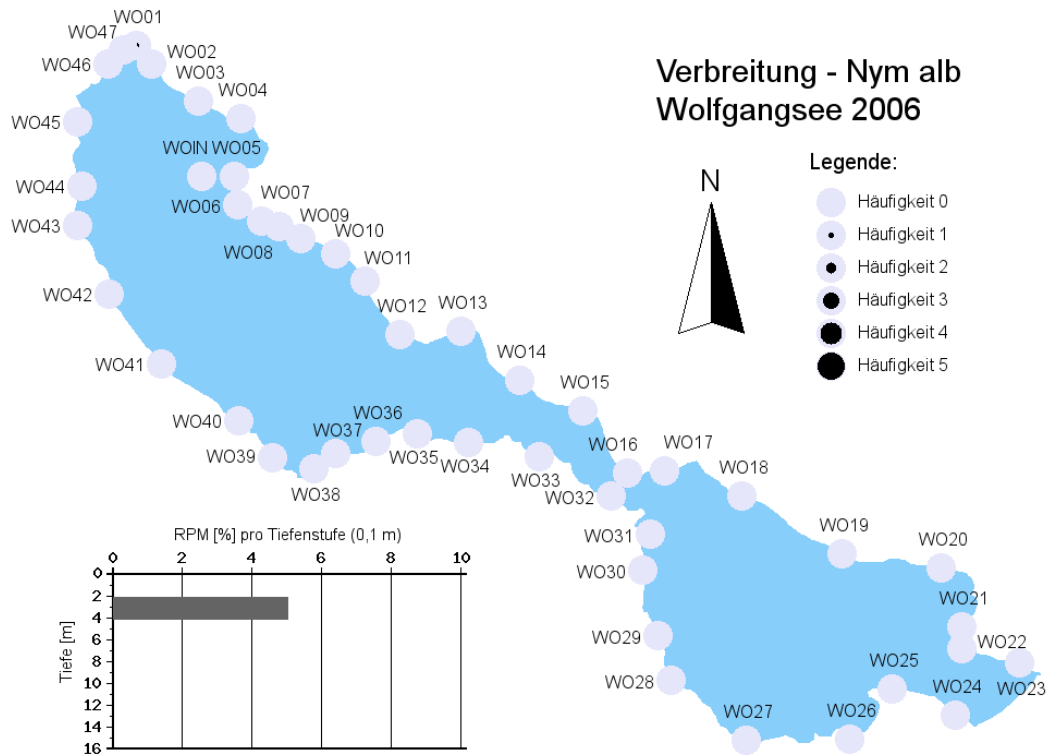 WO01
WO47
WO02
WO46
WO03
WO04
WO45
WOIN WO05
WO44
WO06
WO07
WO43
WO08
WO09
WO10
WO11
WO42
WO12
WO13
WO41
WO14
WO15
WO40
WO36
WO37
WO39
WO35
WO34
WO38
WO33
WO16
WO17
WO32
WO18
WO31
WO19
WO20
WO30
WO21
WO29
WO22
WO28
WO25
WO23
WO24
WO27
WO26
Verbreitung - Nym alb
Wolfgangsee 2006
Legende:
Häufigkeit 0
Häufigkeit 1
Häufigkeit 2
Häufigkeit 3
Häufigkeit 4
Häufigkeit 5
N
RPM [%] pro Tiefenstufe (0,1 m)
0 2 4 6 8 10
Tiefe [m]
0
2
4
6
8
10
12
14
16